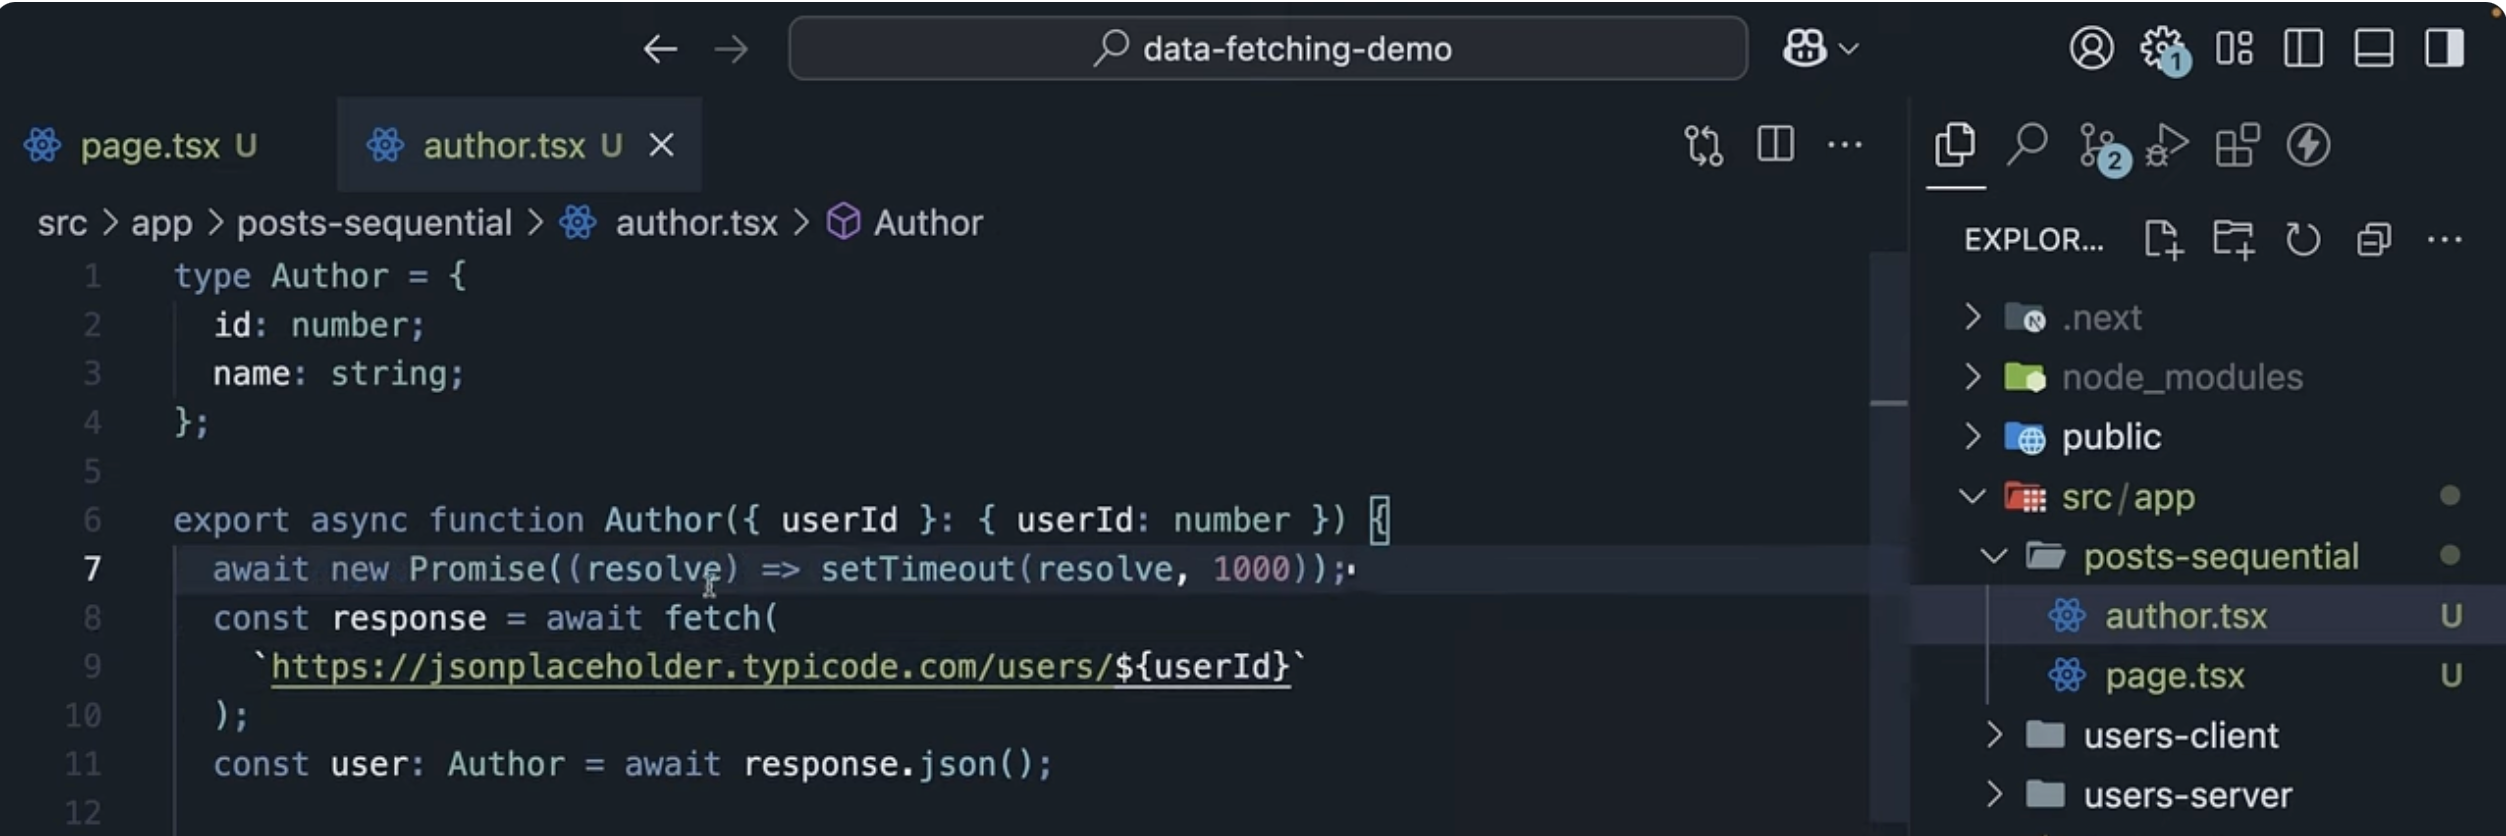 data-fetching-demo
1
page.tsx U
author.tsx U
2
src > app > posts-sequential > author.tsx > Author
1 type Author = {
2 id: number;
3 name: string;
4 };
5
6 export async function Author({ userId }: { userId: number }) {
7 await new Promise((resolve) => setTimeout(resolve, 1000));
8 const response = await fetch(
9 `https://jsonplaceholder.typicode.com/users/${userId}`
10 );
11 const user: Author = await response.json();
12
EXPLOR...
.next
node_modules
public
src/app
posts-sequential
author.tsx U
page.tsx U
users-client
users-server